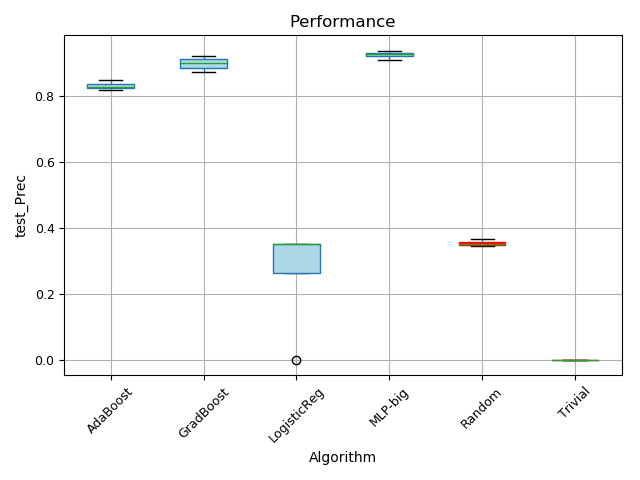 Performance
test_Prec
0.8
0.6
0.4
0.2
0.0
AdaBoost
GradBoost
LogisticReg
MLP-big
Random
Trivial
Algorithm